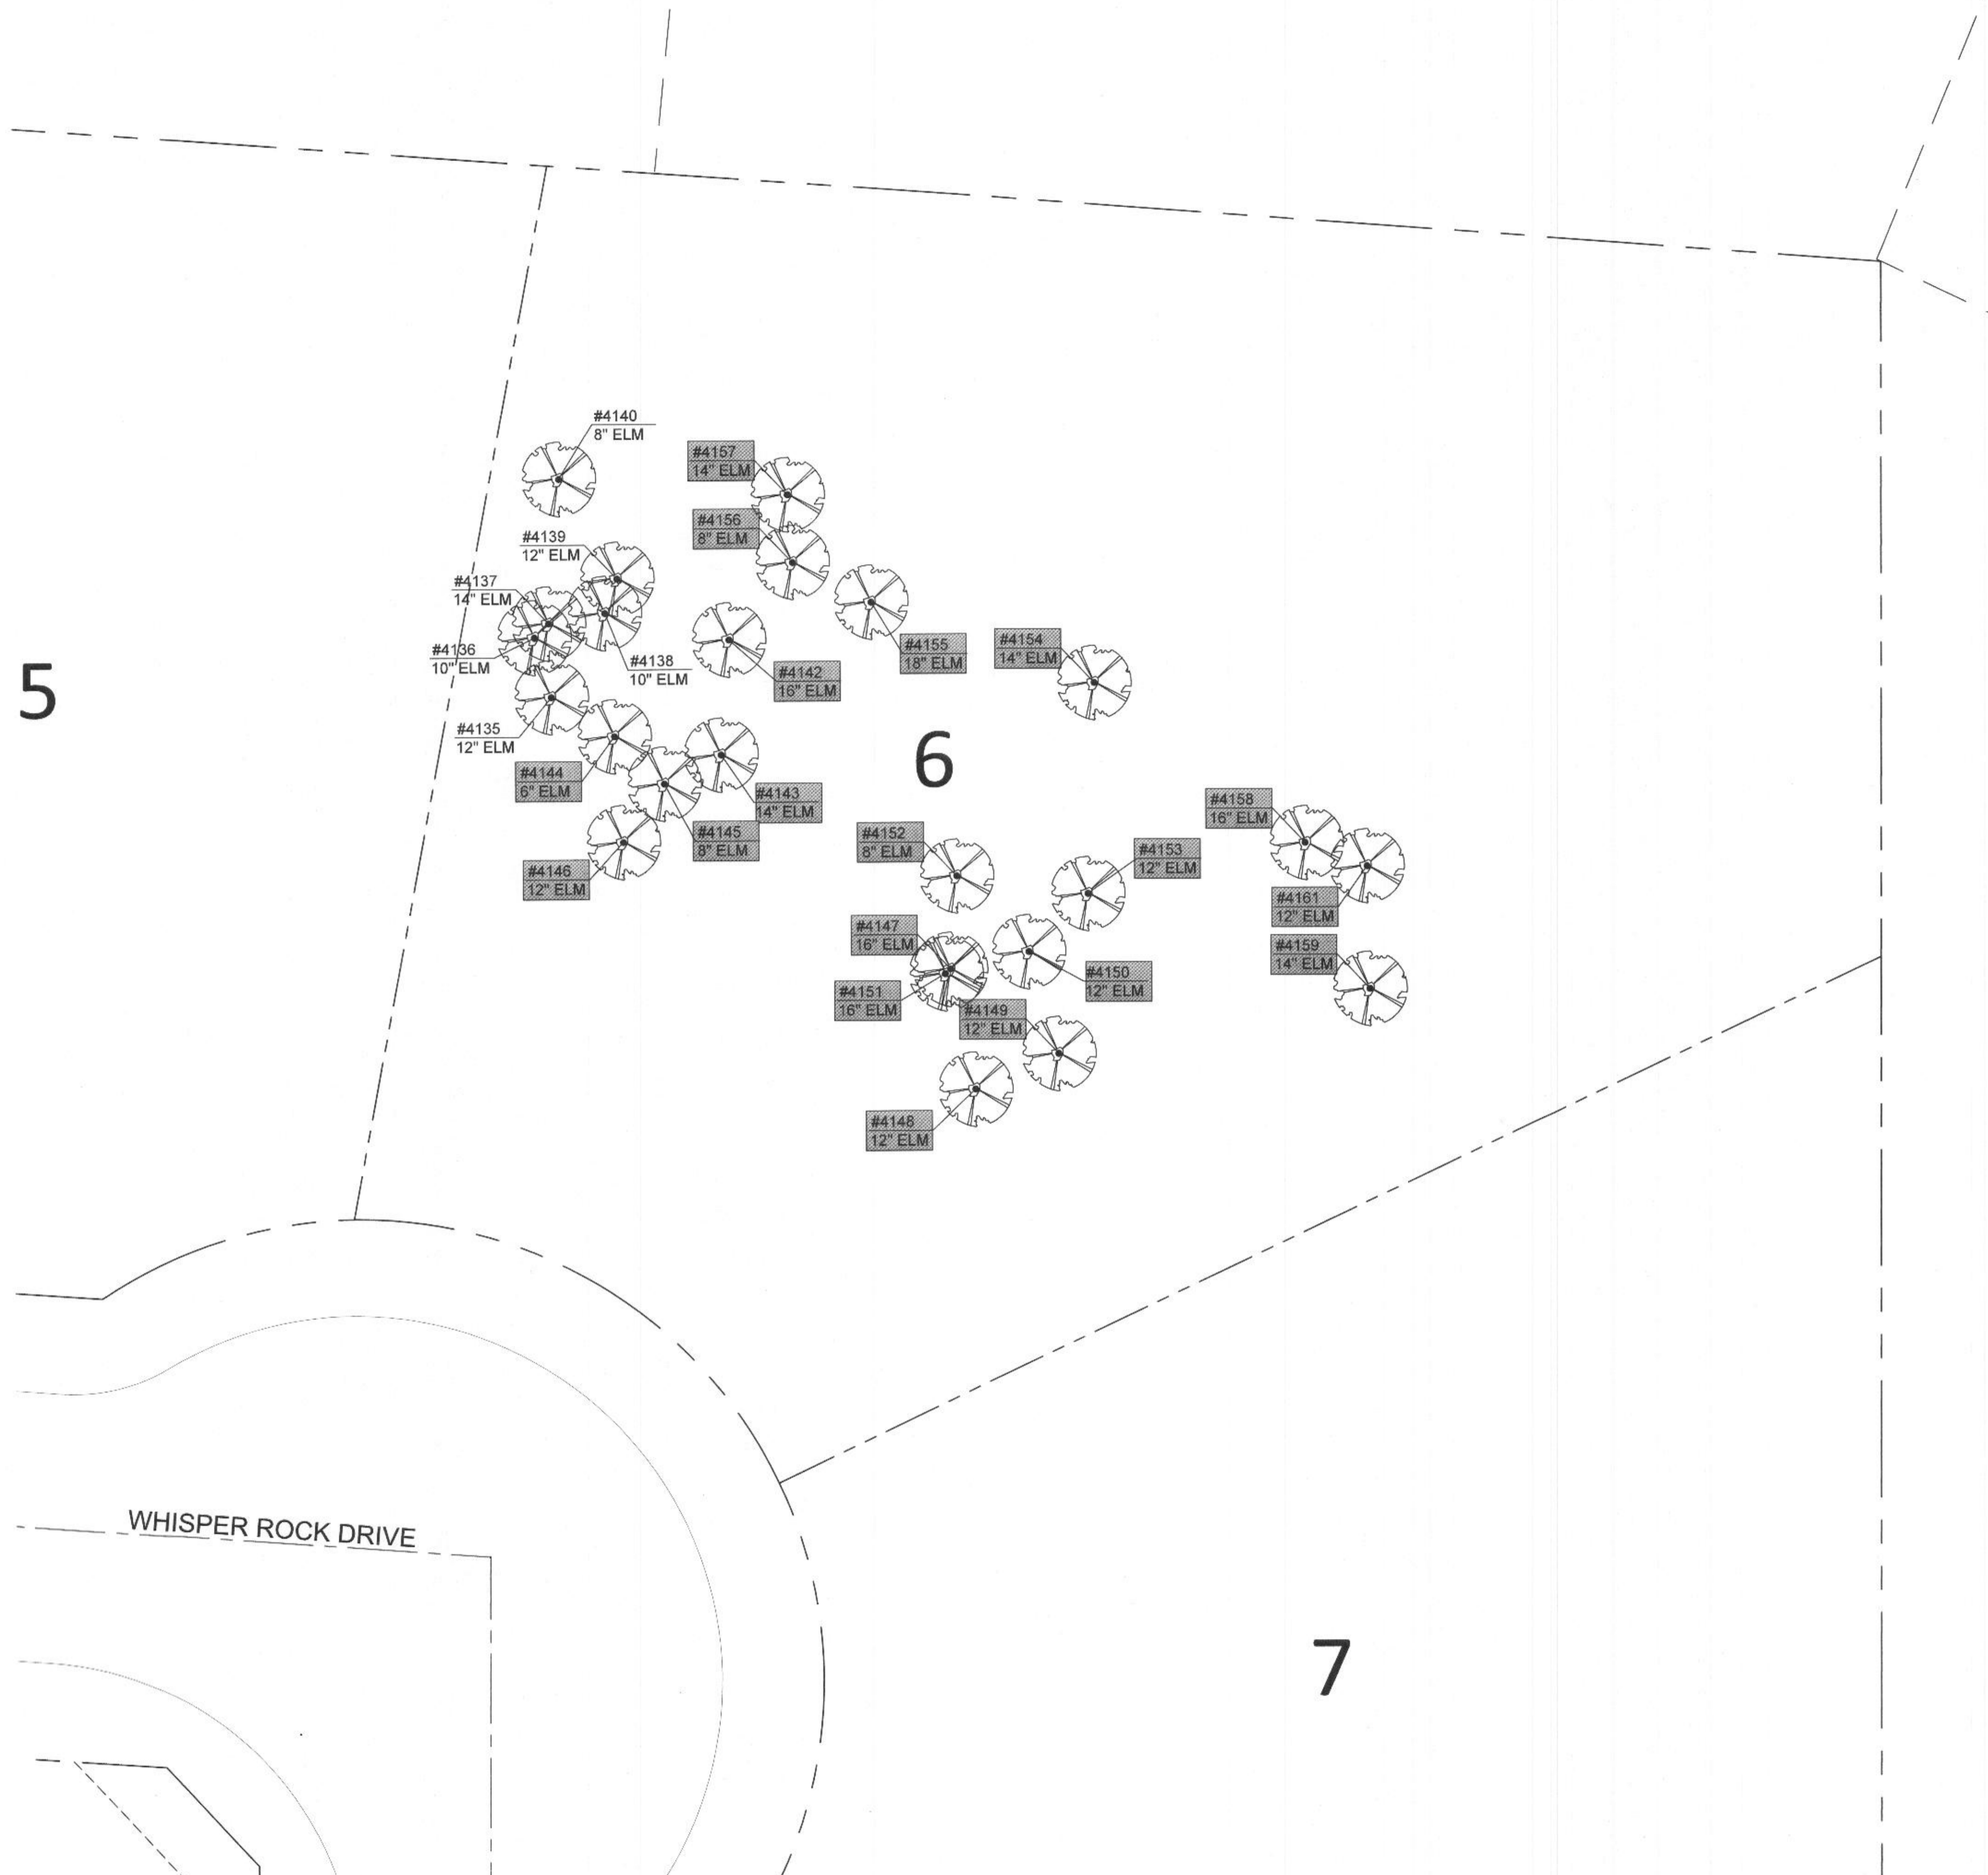 #4140
8" ELM
#4157
14" ELM
#4156
8" ELM
#4139
12" ELM
#4137
14" ELM
#4136
10" ELM
#4138
10" ELM
#4155
18" ELM
#4154
14" ELM
#4142
16" ELM
5
#4135
12" ELM
6
#4144
6" ELM
#4143
14" ELM
#4145
8" ELM
#4146
12" ELM
#4152
8" ELM
#4153
12" ELM
#4158
16" ELM
#4161
12" ELM
#4147
16" ELM
#4159
14" ELM
#4150
12" ELM
#4151
16" ELM
#4149
12" ELM
#4148
12" ELM
WHISPER ROCK DRIVE
7